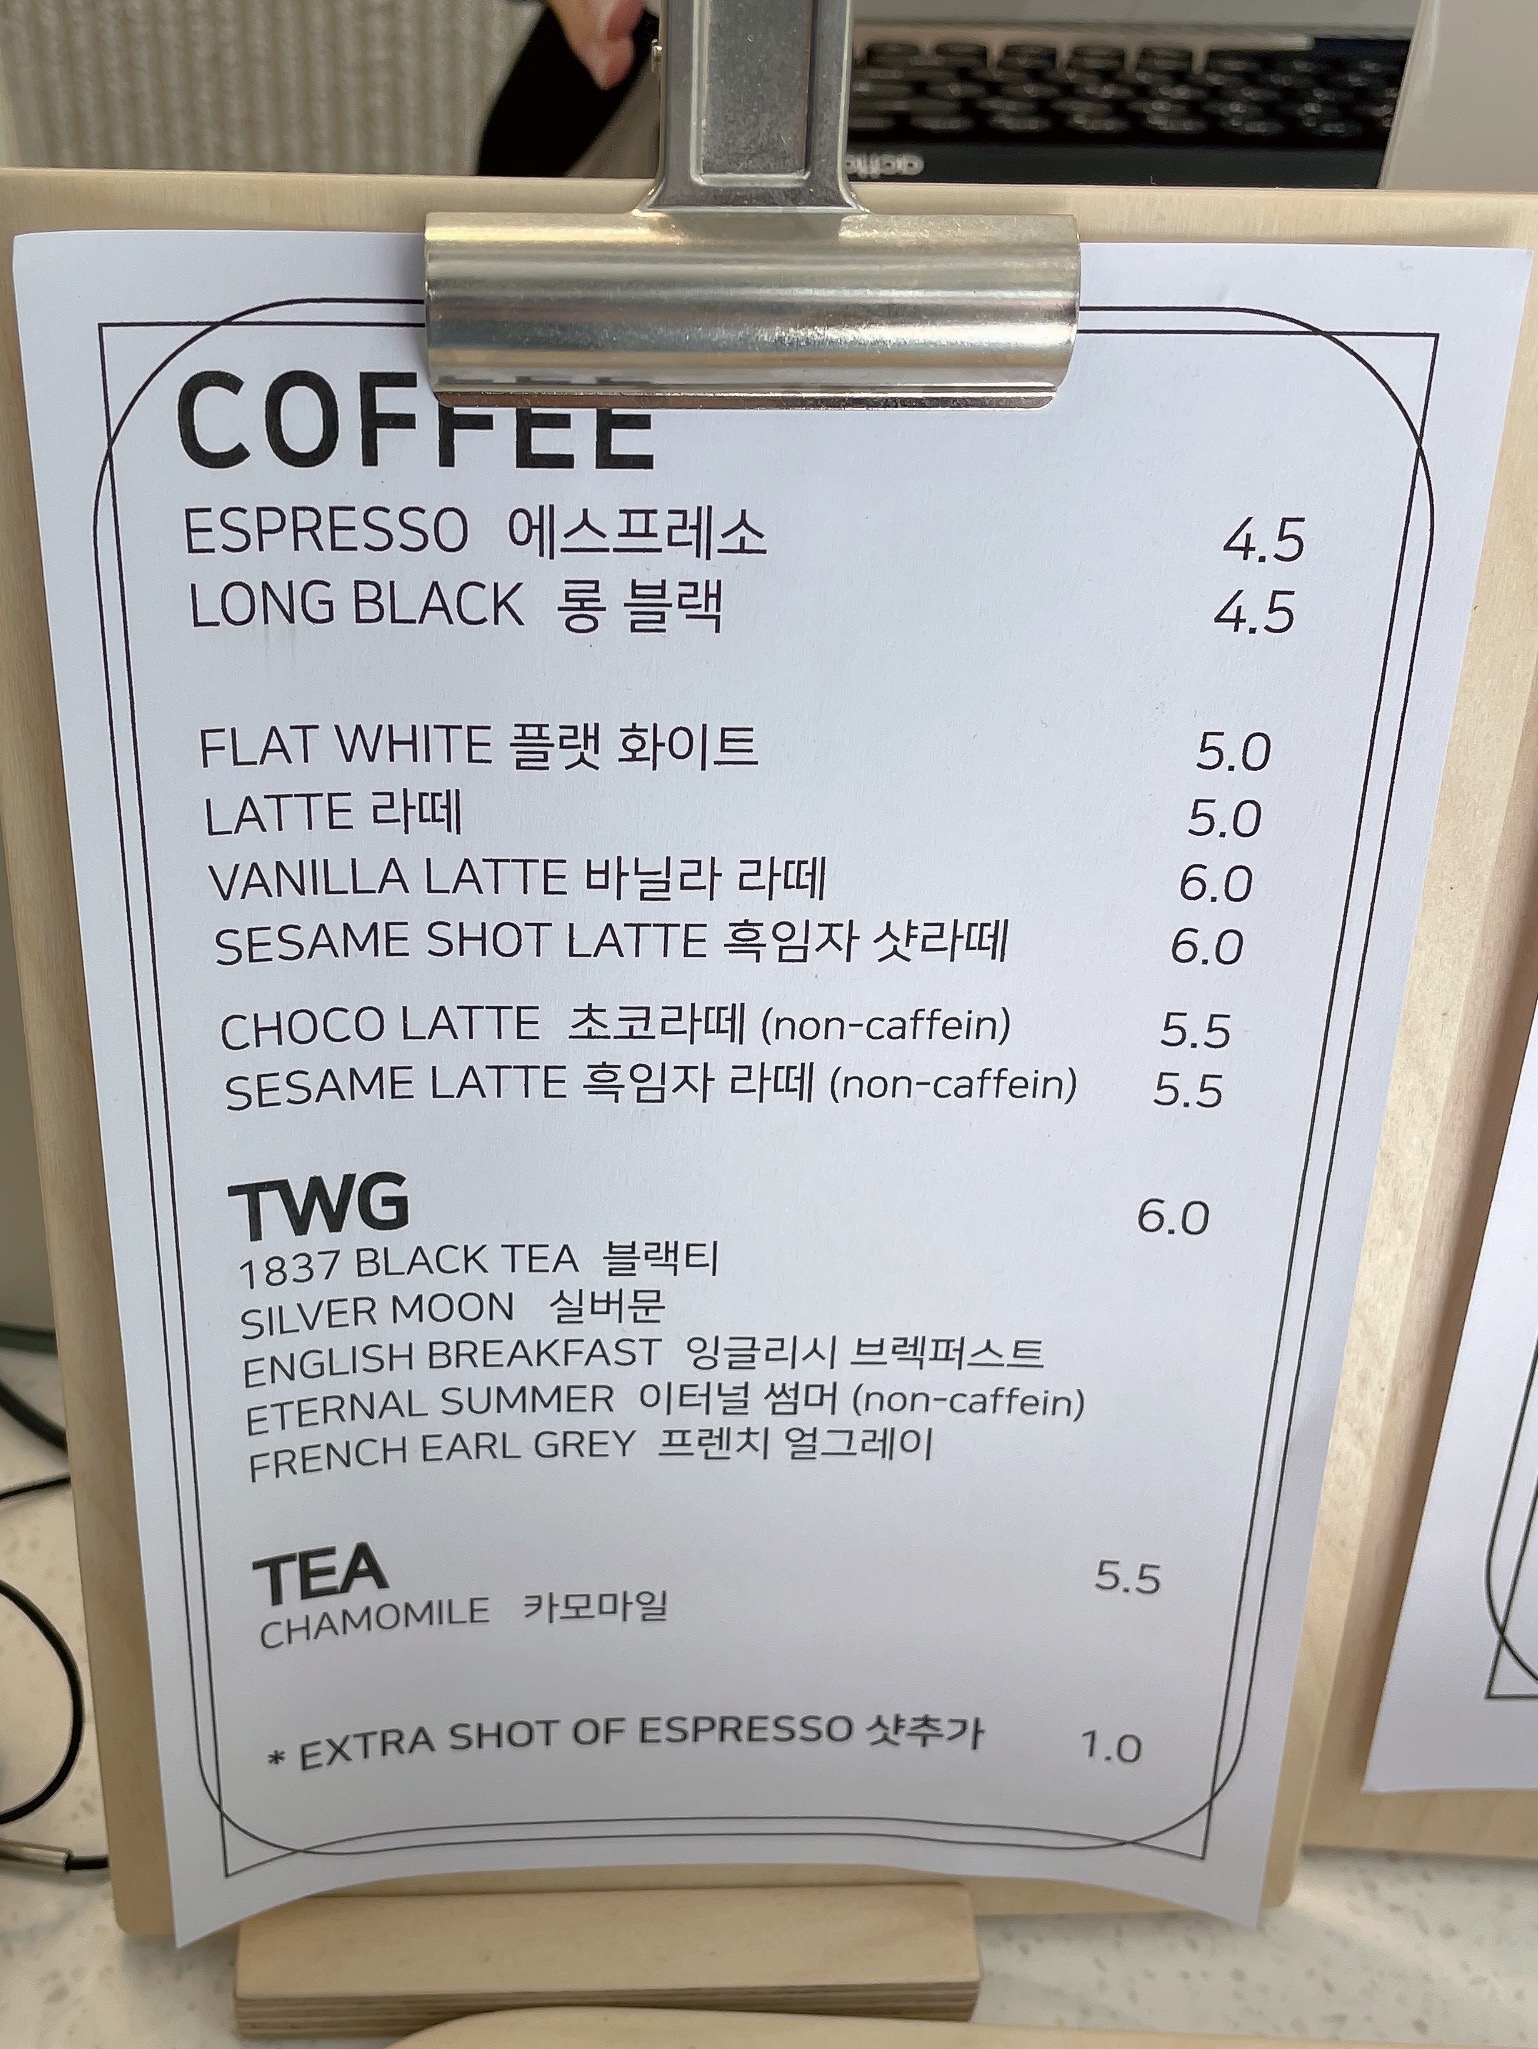 COFFEE
ESPRESSO 에스프레소 4.5
LONG BLACK 롱 블랙 4.5
FLAT WHITE 플랫 화이트 5.0
LATTE 라떼 5.0
VANILLA LATTE 바닐라 라떼 6.0
SESAME SHOT LATTE 흑임자 샷라떼 6.0
CHOCO LATTE 초코라떼 (non-caffein) 5.5
SESAME LATTE 흑임자 라떼 (non-caffein) 5.5
TWG 6.0
1837 BLACK TEA 블랙티
SILVER MOON 실버문
ENGLISH BREAKFAST 잉글리시 브렉퍼스트
ETERNAL SUMMER 이터널 썸머 (non-caffein)
FRENCH EARL GREY 프렌치 얼그레이
TEA 5.5
CHAMOMILE 카모마일
* EXTRA SHOT OF ESPRESSO 샷추가 1.0